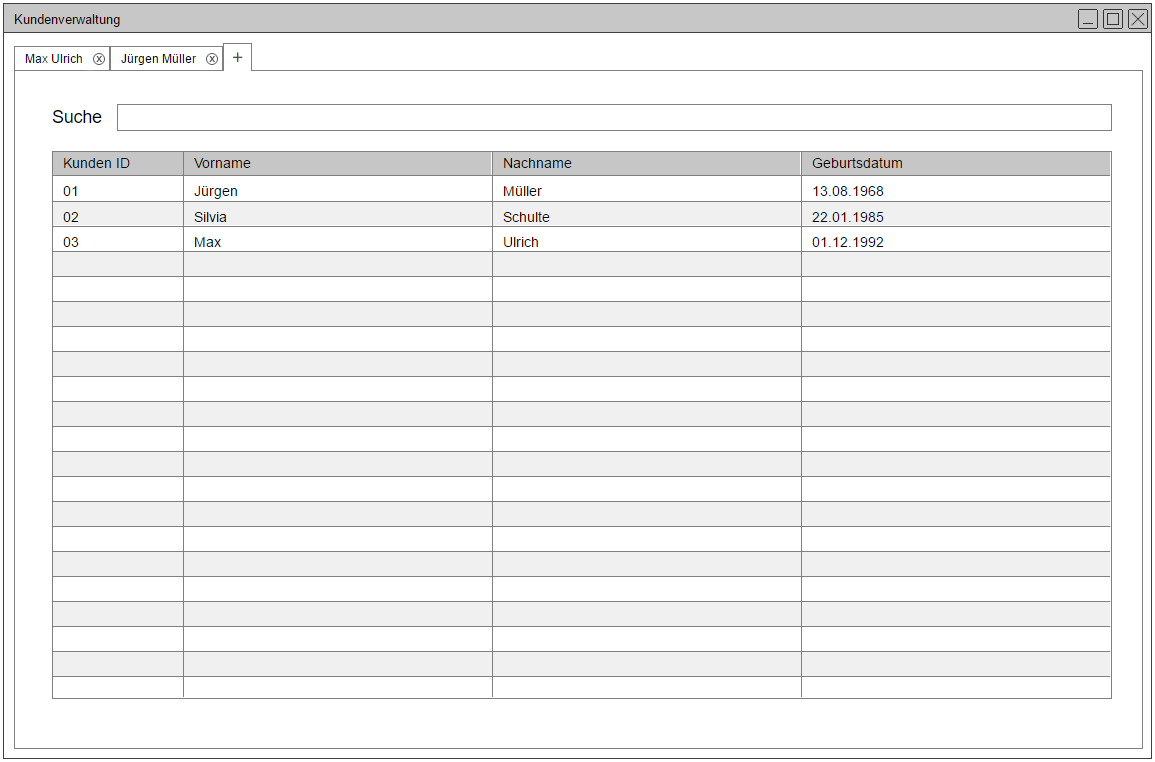 Kundenverwaltung
Max Ulrich Jürgen Müller +
Suche
Kunden ID Vorname Nachname Geburtsdatum
01 Jürgen Müller 13.08.1968
02 Silvia Schulte 22.01.1985
03 Max Ulrich 01.12.1992